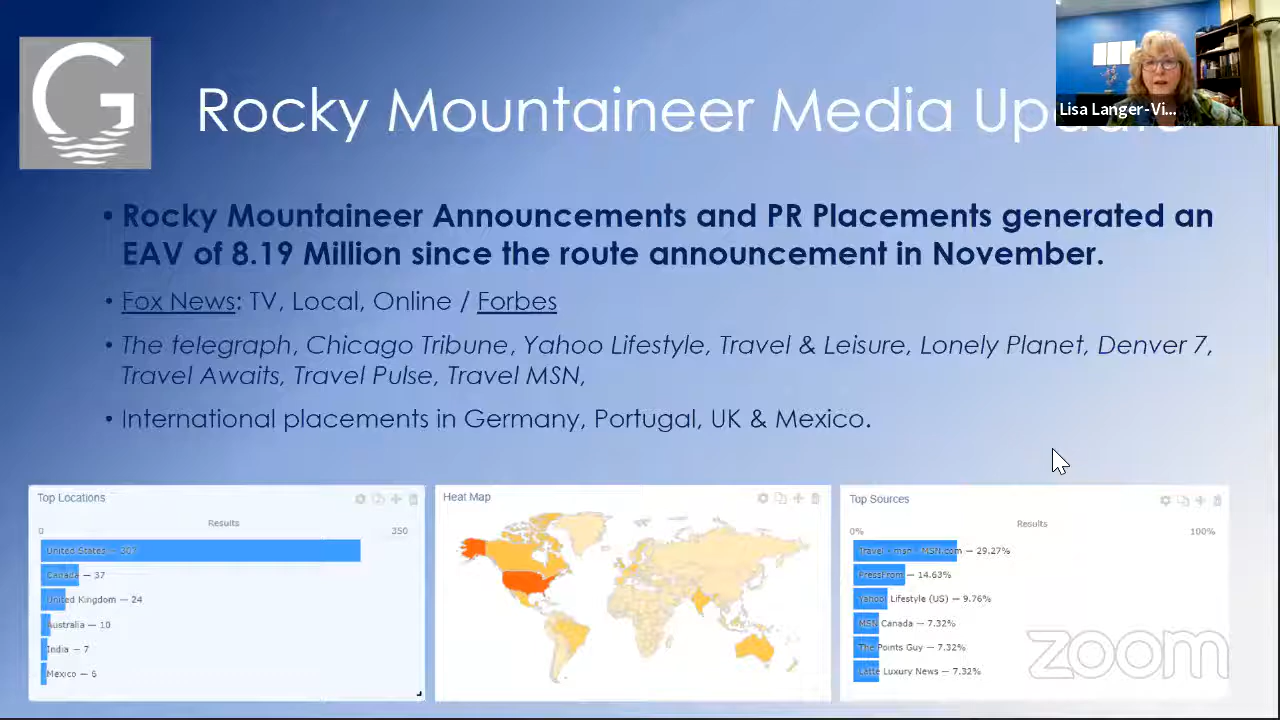 G
Rocky Mountaineer Media Up
Lisa Langer-Vi...
• Rocky Mountaineer Announcements and PR Placements generated an
EAV of 8.19 Million since the route announcement in November.
• Fox News: TV, Local, Online / Forbes
• The telegraph, Chicago Tribune, Yahoo Lifestyle, Travel & Leisure, Lonely Planet, Denver 7,
Travel Awaits, Travel Pulse, Travel MSN,
• International placements in Germany, Portugal, UK & Mexico.
Top Locations
Results
0 350
United States —
Canada — 37
United Kingdom — 24
Australia — 10
India — 7
Mexico — 6
Heat Map
Top Sources
Results
0% 100%
Travel - msn - MSN.com — 29.27%
PressFrom — 14.63%
Yahoo Lifestyle (US) — 9.76%
MSN Canada — 7.32%
The Points Guy — 7.32%
Latte Luxury News — 7.32%
zoom